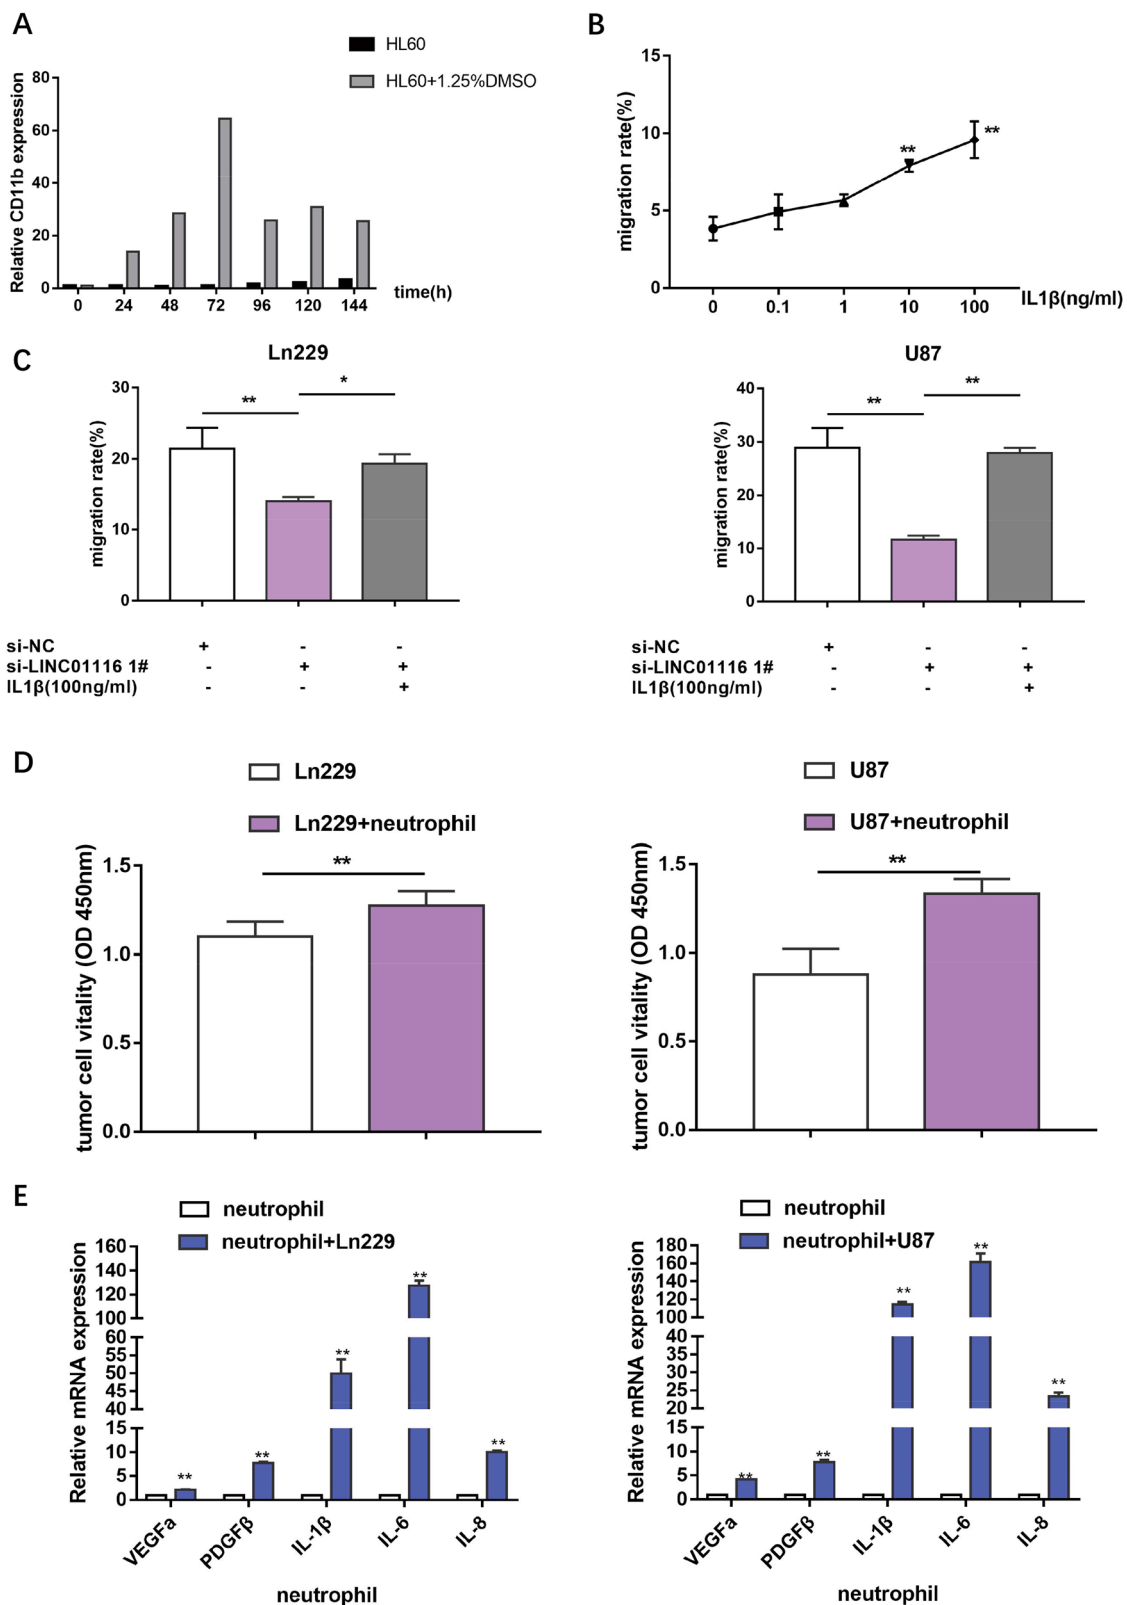 A
HL60
HL60+1.25%DMSO
Relative CD11b expression
80
60
40
20
0
0 24 48 72 96 120 144
time(h)
B
migration rate(%)
15
10
5
0
**
**
0 0.1 1 10 100
IL1β(ng/ml)
C
Ln229
migration rate(%)
30
20
10
0
**
*
si-NC + - -
si-LINC01116 1# - + +
IL1β(100ng/ml) - - +
U87
migration rate(%)
40
30
20
10
0
**
**
si-NC + - -
si-LINC01116 1# - + +
IL1β(100ng/ml) - - +
D
Ln229
Ln229+neutrophil
tumor cell vitality (OD 450nm)
1.5
1.0
0.5
0.0
**
U87
U87+neutrophil
tumor cell vitality (OD 450nm)
1.5
1.0
0.5
0.0
**
E
neutrophil
neutrophil+Ln229
Relative mRNA expression
160
140
120
100
60
55
50
45
40
15
10
5
0
**
**
**
**
**
VEGFa PDGFβ IL-1β IL-6 IL-8
neutrophil
neutrophil
neutrophil+U87
Relative mRNA expression
180
160
140
120
100
40
35
30
25
20
15
10
5
0
**
**
**
**
**
VEGFa PDGFβ IL-1β IL-6 IL-8
neutrophil